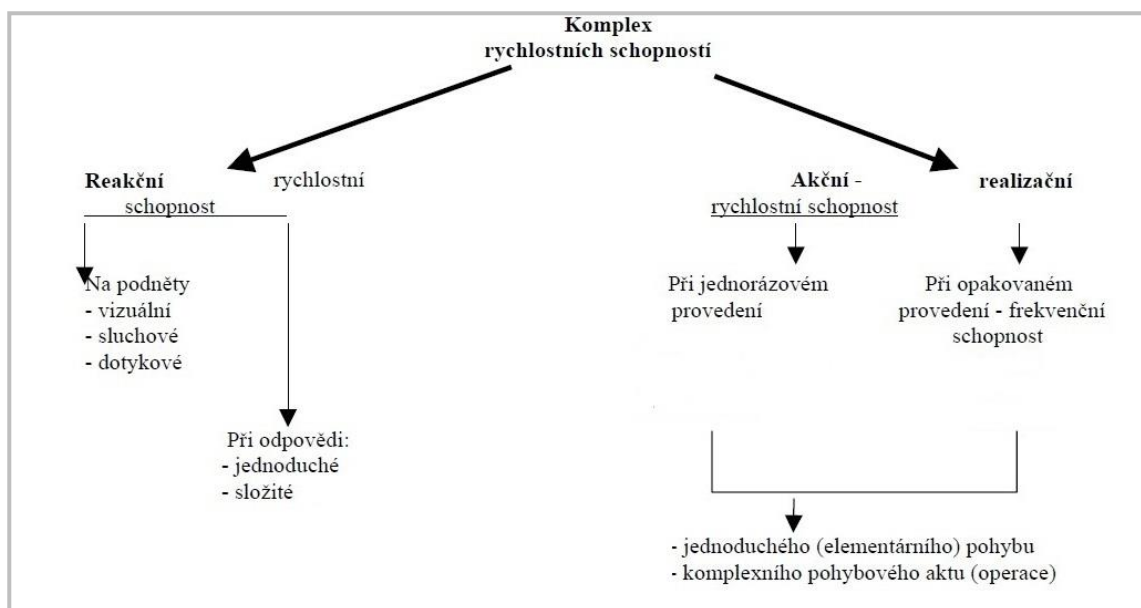 Komplex
rychlostních schopností
Reakční rychlostní
schopnost
Na podněty
- vizuální
- sluchové
- dotykové
Při odpovědi:
- jednoduché
- složité
Akční - realizační
rychlostní schopnost
Při jednorázovém
provedení
Při opakovaném
provedení - frekvenční
schopnost
- jednoduchého (elementárního) pohybu
- komplexního pohybového aktu (operace)